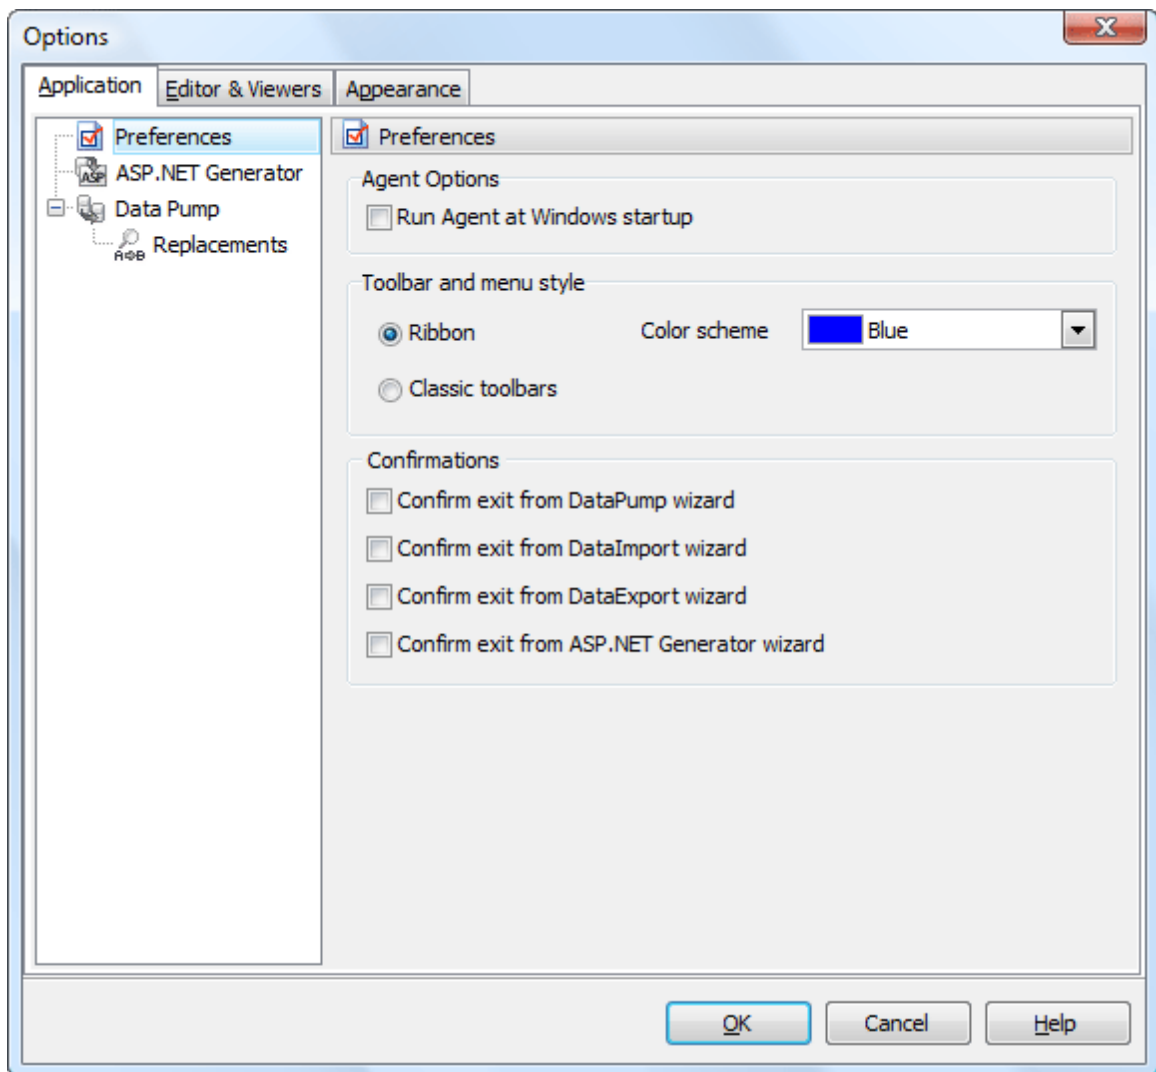 Options
Application Editor & Viewers Appearance
Preferences
ASP.NET Generator
Data Pump
Replacements
Preferences
Agent Options
Run Agent at Windows startup
Toolbar and menu style
Ribbon Color scheme Blue
Classic toolbars
Confirmations
Confirm exit from DataPump wizard
Confirm exit from DataImport wizard
Confirm exit from DataExport wizard
Confirm exit from ASP.NET Generator wizard
OK Cancel Help